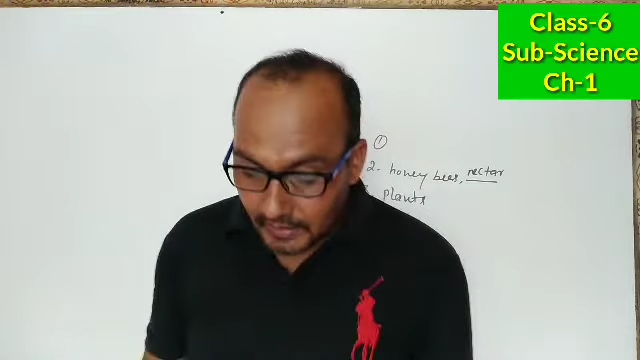 Class-6
Sub-Science
Ch-1
①
2. honey bees, nectar
plants